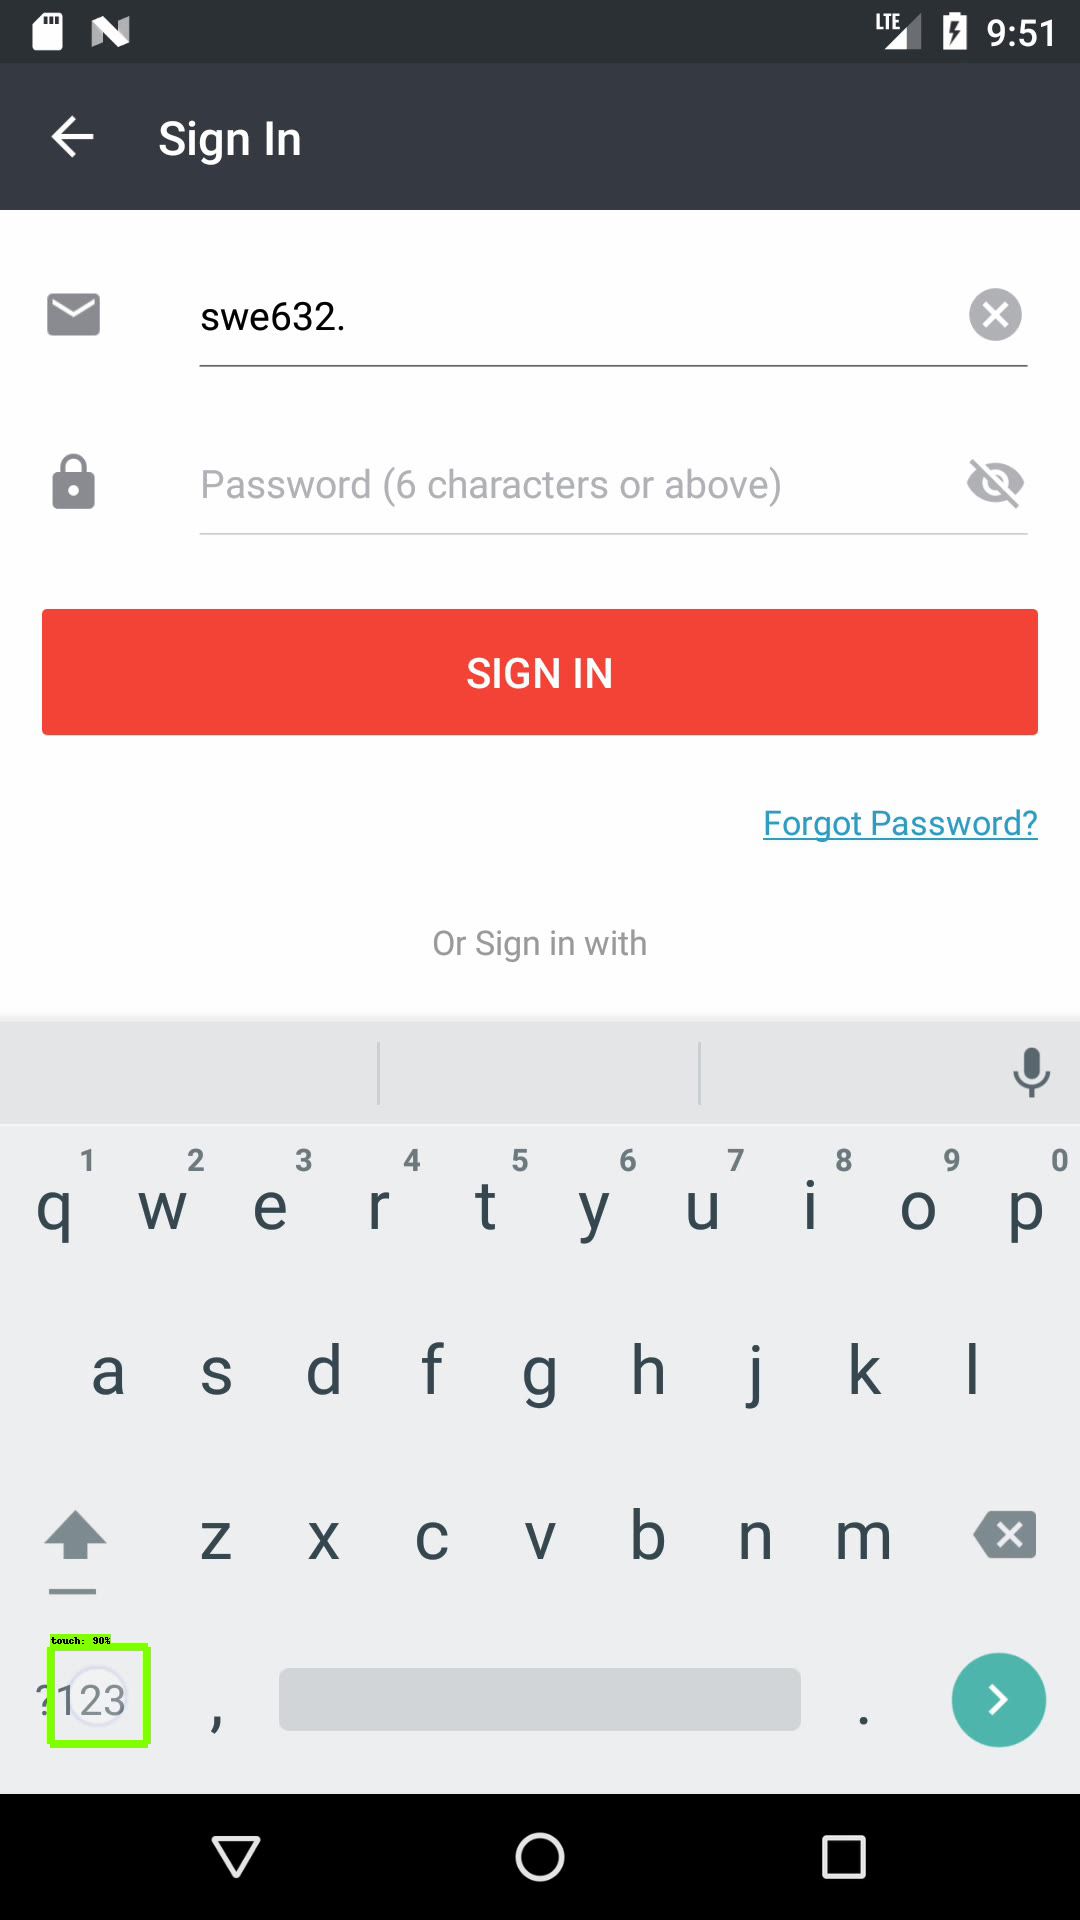 LTE 9:51
Sign In
swe632.
Password (6 characters or above)
SIGN IN
Forgot Password?
Or Sign in with
1 2 3 4 5 6 7 8 9 0
q w e r t y u i o p
a s d f g h j k l
z x c v b n m
touch: 90%
?123 , .